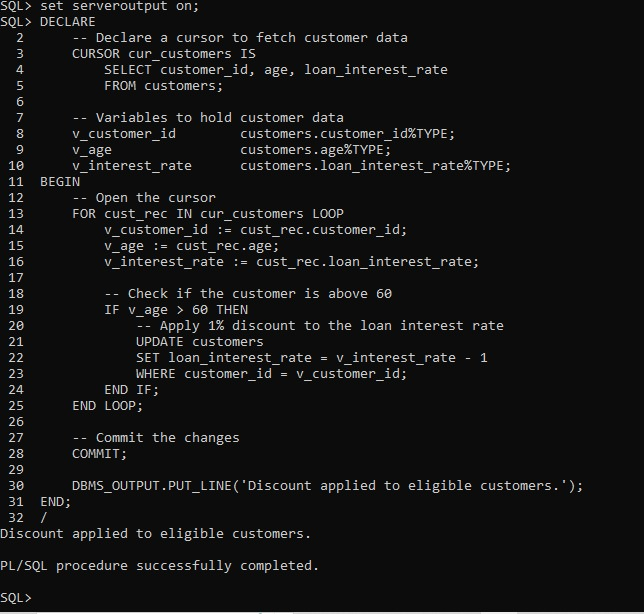 SQL> set serveroutput on;
SQL> DECLARE
  2      -- Declare a cursor to fetch customer data
  3      CURSOR cur_customers IS
  4          SELECT customer_id, age, loan_interest_rate
  5          FROM customers;
  6
  7      -- Variables to hold customer data
  8      v_customer_id        customers.customer_id%TYPE;
  9      v_age                customers.age%TYPE;
 10      v_interest_rate      customers.loan_interest_rate%TYPE;
 11  BEGIN
 12      -- Open the cursor
 13      FOR cust_rec IN cur_customers LOOP
 14          v_customer_id := cust_rec.customer_id;
 15          v_age := cust_rec.age;
 16          v_interest_rate := cust_rec.loan_interest_rate;
 17
 18          -- Check if the customer is above 60
 19          IF v_age > 60 THEN
 20              -- Apply 1% discount to the loan interest rate
 21              UPDATE customers
 22              SET loan_interest_rate = v_interest_rate - 1
 23              WHERE customer_id = v_customer_id;
 24          END IF;
 25      END LOOP;
 26
 27      -- Commit the changes
 28      COMMIT;
 29
 30      DBMS_OUTPUT.PUT_LINE('Discount applied to eligible customers.');
 31  END;
 32  /
Discount applied to eligible customers.

PL/SQL procedure successfully completed.

SQL>